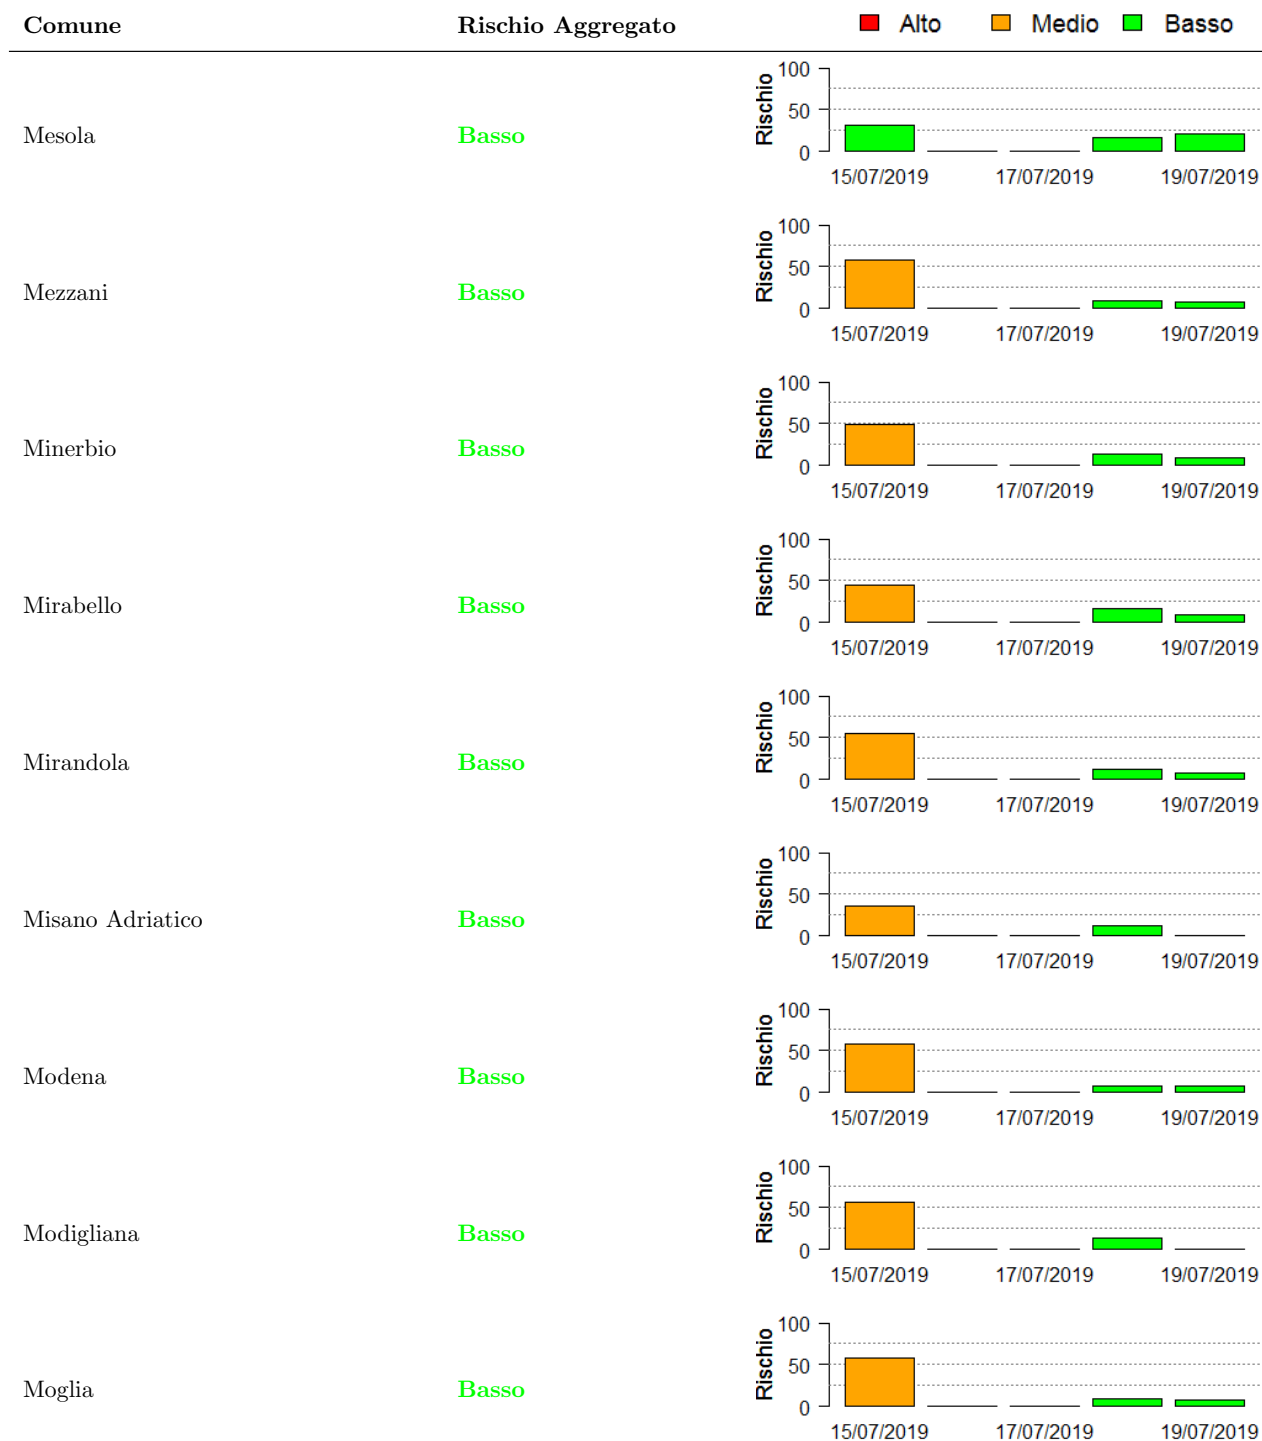 Comune Rischio Aggregato Alto Medio Basso
100
50
0
Rischio
Mesola Basso
15/07/2019 17/07/2019 19/07/2019
100
50
0
Rischio
Mezzani Basso
15/07/2019 17/07/2019 19/07/2019
100
50
0
Rischio
Minerbio Basso
15/07/2019 17/07/2019 19/07/2019
100
50
0
Rischio
Mirabello Basso
15/07/2019 17/07/2019 19/07/2019
100
50
0
Rischio
Mirandola Basso
15/07/2019 17/07/2019 19/07/2019
100
50
0
Rischio
Misano Adriatico Basso
15/07/2019 17/07/2019 19/07/2019
100
50
0
Rischio
Modena Basso
15/07/2019 17/07/2019 19/07/2019
100
50
0
Rischio
Modigliana Basso
15/07/2019 17/07/2019 19/07/2019
100
50
0
Rischio
Moglia Basso
15/07/2019 17/07/2019 19/07/2019